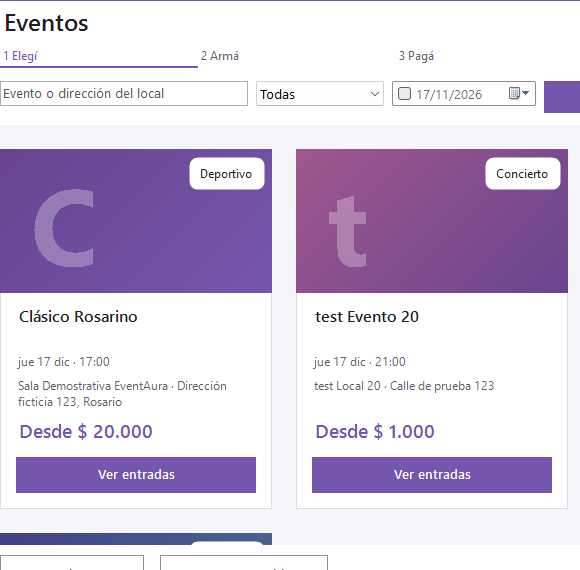 Eventos
1 Elegí
2 Armá
3 Pagá
Evento o dirección del local
Todas
17/11/2026
Deportivo
C
Clásico Rosarino
jue 17 dic · 17:00
Sala Demostrativa EventAura · Dirección
ficticia 123, Rosario
Desde $ 20.000
Ver entradas
Concierto
t
test Evento 20
jue 17 dic · 21:00
test Local 20 · Calle de prueba 123
Desde $ 1.000
Ver entradas